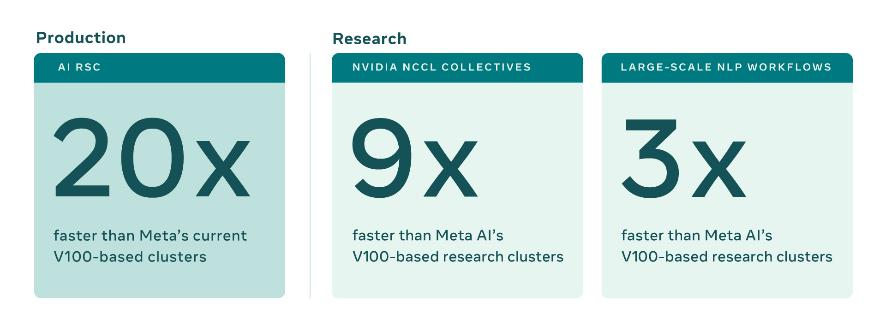 Production
AI RSC
20x
faster than Meta's current
V100-based clusters
Research
NVIDIA NCCL COLLECTIVES
9x
faster than Meta AI's
V100-based research clusters
LARGE-SCALE NLP WORKFLOWS
3x
faster than Meta AI's
V100-based research clusters